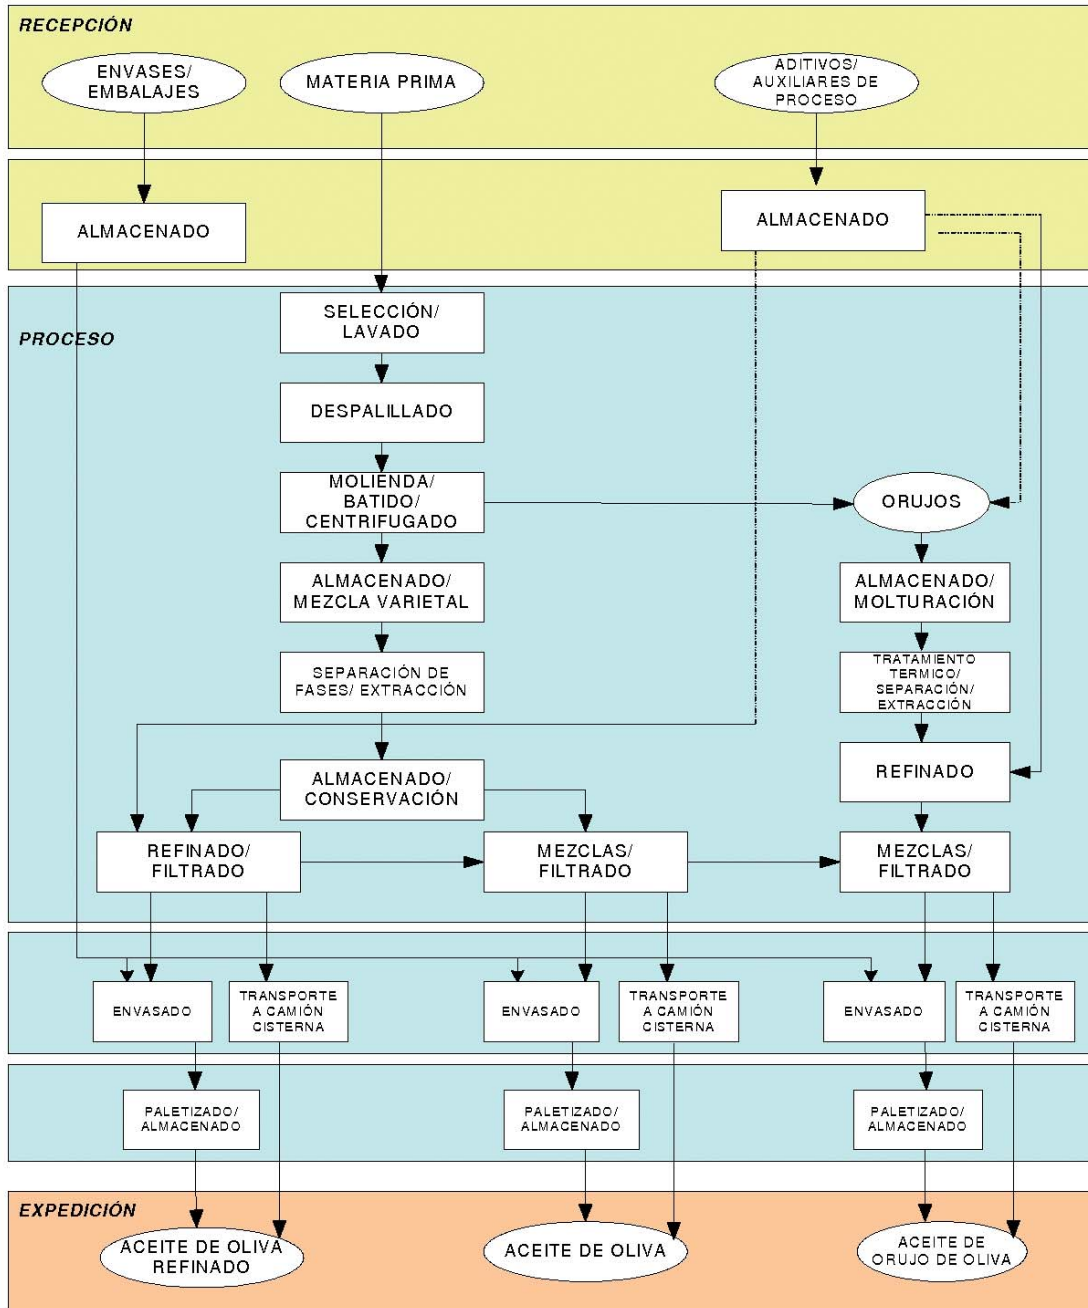 RECEPCIÓN
ENVASES/
EMBALAJES
MATERIA PRIMA
ADITIVOS/
AUXILIARES DE
PROCESO
ALMACENADO
ALMACENADO
PROCESO
SELECCIÓN/
LAVADO
DESPALILLADO
MOLIENDA/
BATIDO/
CENTRIFUGADO
ORUJOS
ALMACENADO/
MEZCLA VARIETAL
ALMACENADO/
MOLTURACIÓN
SEPARACIÓN DE
FASES/ EXTRACCIÓN
TRATAMIENTO
TERMICO/
SEPARACIÓN/
EXTRACCIÓN
REFINADO
ALMACENADO/
CONSERVACIÓN
REFINADO/
FILTRADO
MEZCLAS/
FILTRADO
MEZCLAS/
FILTRADO
ENVASADO
TRANSPORTE
A CAMIÓN
CISTERNA
ENVASADO
TRANSPORTE
A CAMIÓN
CISTERNA
ENVASADO
TRANSPORTE
A CAMIÓN
CISTERNA
PALETIZADO/
ALMACENADO
PALETIZADO/
ALMACENADO
PALETIZADO/
ALMACENADO
EXPEDICIÓN
ACEITE DE OLIVA
REFINADO
ACEITE DE OLIVA
ACEITE DE
ORUJO DE OLIVA